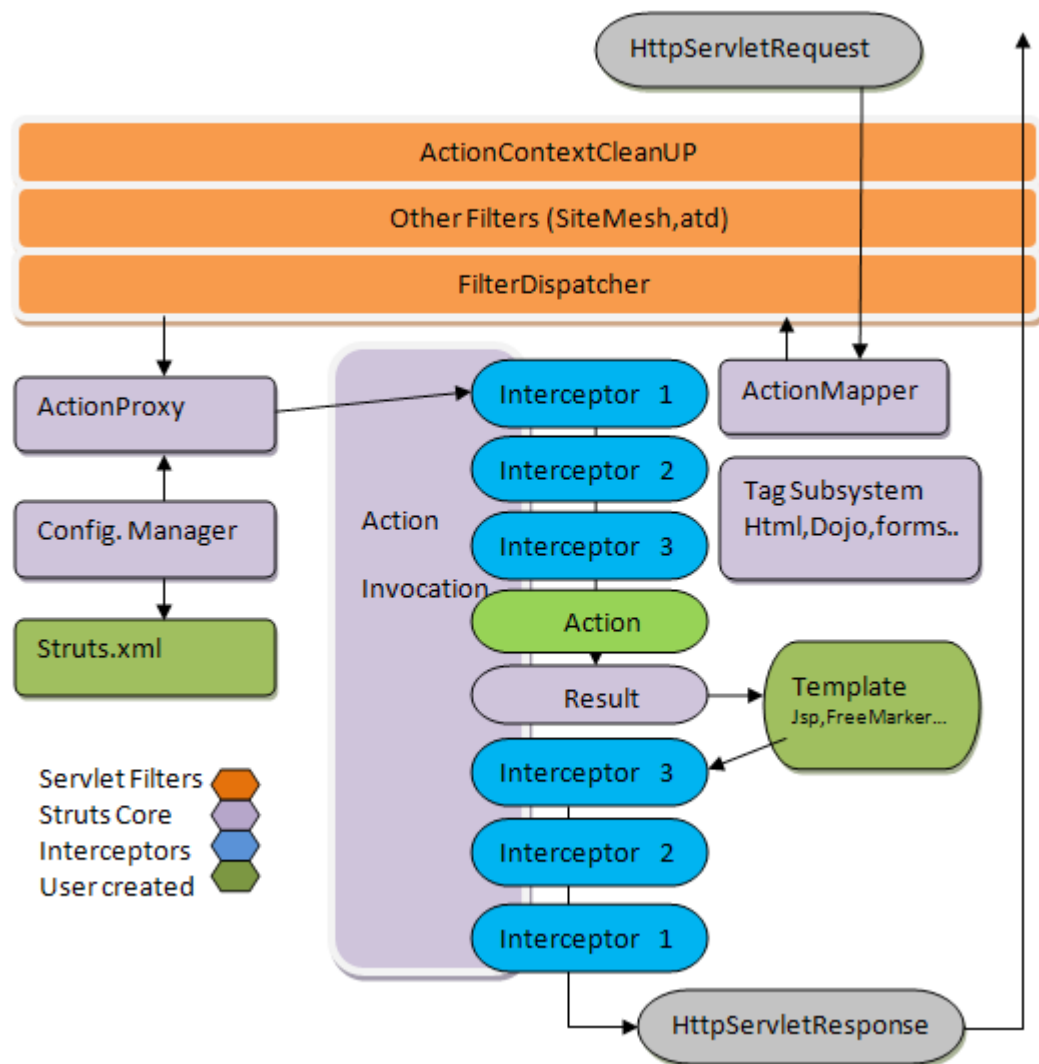 HttpServletRequest
ActionContextCleanUP
Other Filters (SiteMesh,atd)
FilterDispatcher
ActionProxy
Interceptor 1
ActionMapper
Interceptor 2
Tag Subsystem
Html,Dojo,forms..
Config. Manager
Action
Invocation
Interceptor 3
Action
Struts.xml
Result
Template
Jsp,FreeMarker...
Interceptor 3
Servlet Filters
Struts Core
Interceptors
User created
Interceptor 2
Interceptor 1
HttpServletResponse